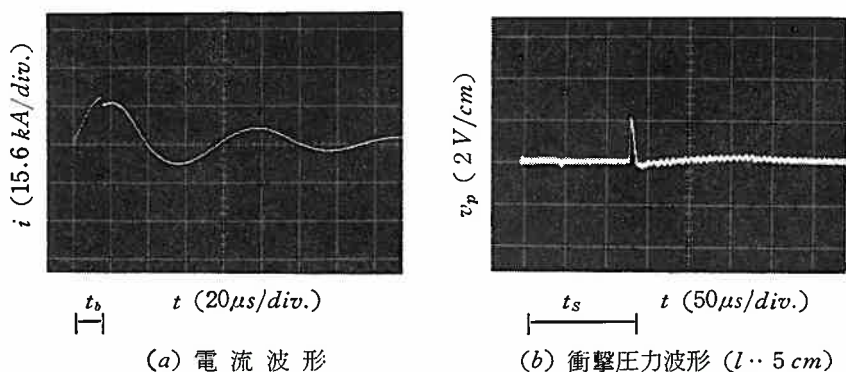 i (15.6 kA/div.)
t_b
t (20μs/div.)
(a) 電流波形
v_p (2 V/cm)
t_s
t (50μs/div.)
(b) 衝撃圧力波形 (l‥5 cm)